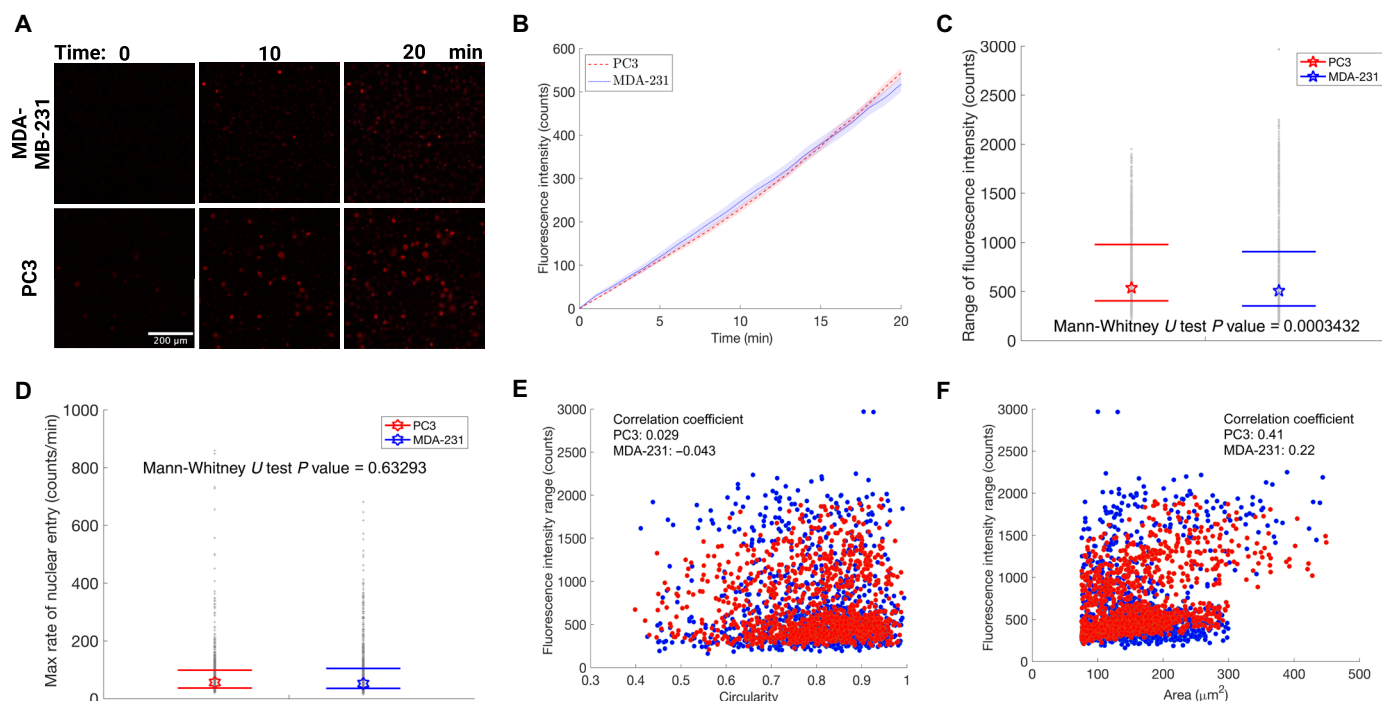 A
Time: 0 10 20 min
MDA-
MB-231
PC3
200 μm
B
Fluorescence intensity (counts)
600
500
400
300
200
100
0
PC3
MDA-231
0 5 10 15 20
Time (min)
C
Range of fluorescence intensity (counts)
3000
2500
2000
1500
1000
500
0
PC3
MDA-231
Mann-Whitney U test P value = 0.0003432
D
Max rate of nuclear entry (counts/min)
1000
800
600
400
200
0
PC3
MDA-231
Mann-Whitney U test P value = 0.63293
E
Fluorescence intensity range (counts)
3000
2500
2000
1500
1000
500
0
Correlation coefficient
PC3: 0.029
MDA-231: −0.043
0.3 0.4 0.5 0.6 0.7 0.8 0.9 1
Circularity
F
Fluorescence intensity range (counts)
3000
2500
2000
1500
1000
500
0
Correlation coefficient
PC3: 0.41
MDA-231: 0.22
0 100 200 300 400 500
Area (μm²)